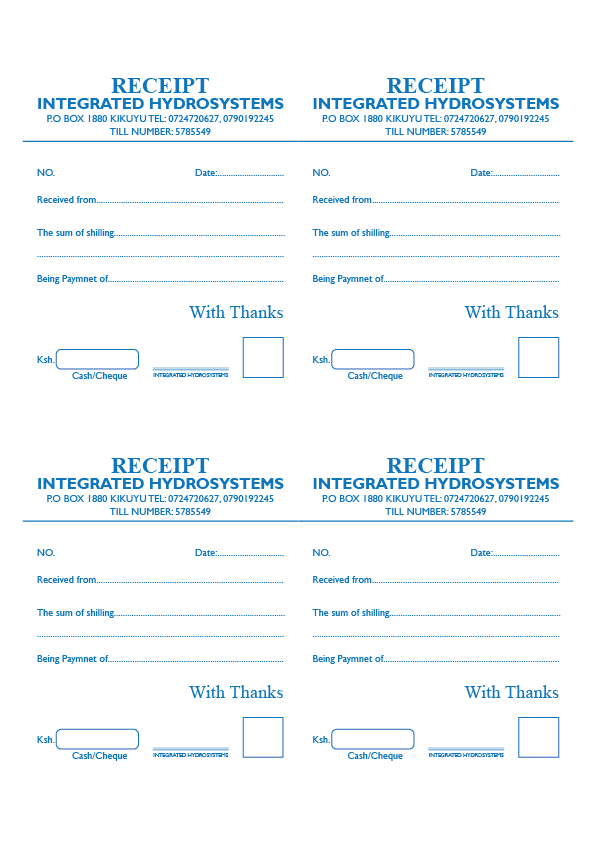 RECEIPT
INTEGRATED HYDROSYSTEMS
P.O BOX 1880 KIKUYU TEL: 0724720627, 0790192245
TILL NUMBER: 5785549
NO. Date:............................
Received from...............................................................................
The sum of shilling........................................................................
........................................................................................................
Being Paymnet of..........................................................................
With Thanks
Ksh.
Cash/Cheque
INTEGRATED HYDROSYSTEMS
RECEIPT
INTEGRATED HYDROSYSTEMS
P.O BOX 1880 KIKUYU TEL: 0724720627, 0790192245
TILL NUMBER: 5785549
NO. Date:............................
Received from...............................................................................
The sum of shilling........................................................................
........................................................................................................
Being Paymnet of..........................................................................
With Thanks
Ksh.
Cash/Cheque
INTEGRATED HYDROSYSTEMS
RECEIPT
INTEGRATED HYDROSYSTEMS
P.O BOX 1880 KIKUYU TEL: 0724720627, 0790192245
TILL NUMBER: 5785549
NO. Date:............................
Received from...............................................................................
The sum of shilling........................................................................
........................................................................................................
Being Paymnet of..........................................................................
With Thanks
Ksh.
Cash/Cheque
INTEGRATED HYDROSYSTEMS
RECEIPT
INTEGRATED HYDROSYSTEMS
P.O BOX 1880 KIKUYU TEL: 0724720627, 0790192245
TILL NUMBER: 5785549
NO. Date:............................
Received from...............................................................................
The sum of shilling........................................................................
........................................................................................................
Being Paymnet of..........................................................................
With Thanks
Ksh.
Cash/Cheque
INTEGRATED HYDROSYSTEMS